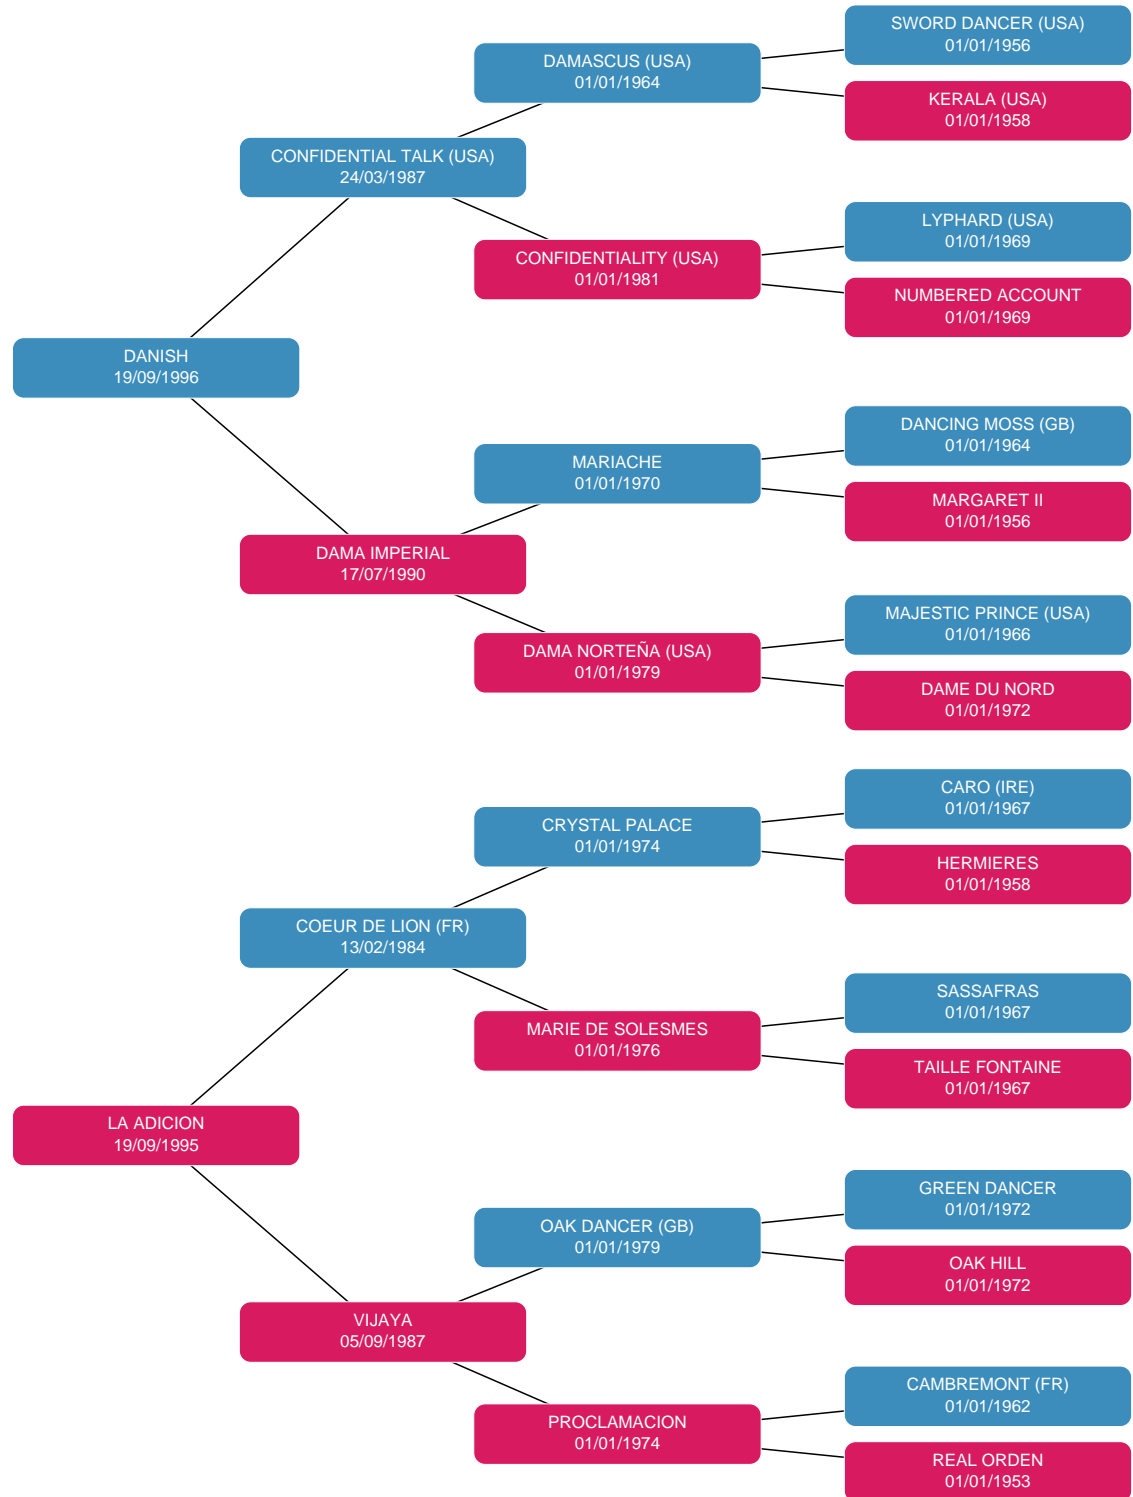 SWORD DANCER (USA)
01/01/1956
DAMASCUS (USA)
01/01/1964
KERALA (USA)
01/01/1958
CONFIDENTIAL TALK (USA)
24/03/1987
LYPHARD (USA)
01/01/1969
CONFIDENTIALITY (USA)
01/01/1981
NUMBERED ACCOUNT
01/01/1969
DANISH
19/09/1996
DANCING MOSS (GB)
01/01/1964
MARIACHE
01/01/1970
MARGARET II
01/01/1956
DAMA IMPERIAL
17/07/1990
MAJESTIC PRINCE (USA)
01/01/1966
DAMA NORTEÑA (USA)
01/01/1979
DAME DU NORD
01/01/1972
CARO (IRE)
01/01/1967
CRYSTAL PALACE
01/01/1974
HERMIERES
01/01/1958
COEUR DE LION (FR)
13/02/1984
SASSAFRAS
01/01/1967
MARIE DE SOLESMES
01/01/1976
TAILLE FONTAINE
01/01/1967
LA ADICION
19/09/1995
GREEN DANCER
01/01/1972
OAK DANCER (GB)
01/01/1979
OAK HILL
01/01/1972
VIJAYA
05/09/1987
CAMBREMONT (FR)
01/01/1962
PROCLAMACION
01/01/1974
REAL ORDEN
01/01/1953